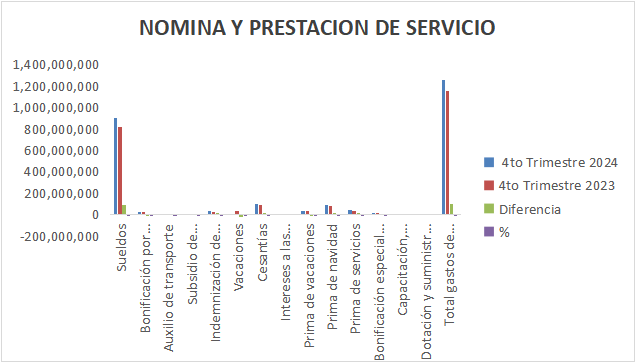 NOMINA Y PRESTACION DE SERVICIO
1,400,000,000
1,200,000,000
1,000,000,000
800,000,000
600,000,000
400,000,000
200,000,000
0
-200,000,000
Sueldos
Bonificación por…
Auxilio de transporte
Subsidio de…
Indemnización de…
Vacaciones
Cesantías
Intereses a las…
Prima de vacaciones
Prima de navidad
Prima de servicios
Bonificación especial…
Capacitación,…
Dotación y suministr…
Total gastos de…
4to Trimestre 2024
4to Trimestre 2023
Diferencia
%